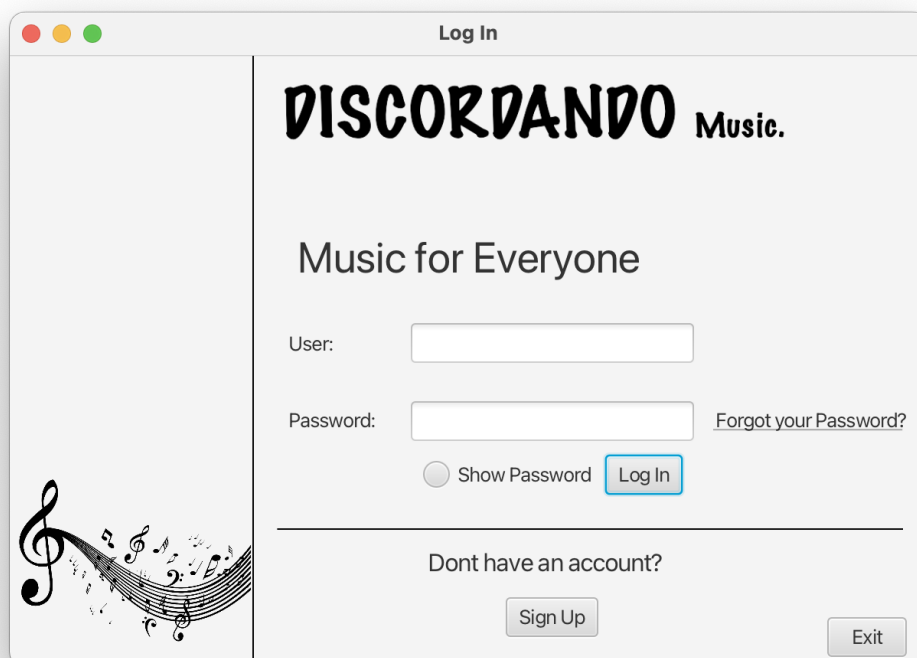 Log In
DISCORDANDO Music.
Music for Everyone
User:
Password:
Forgot your Password?
Show Password
Log In
Dont have an account?
Sign Up
Exit